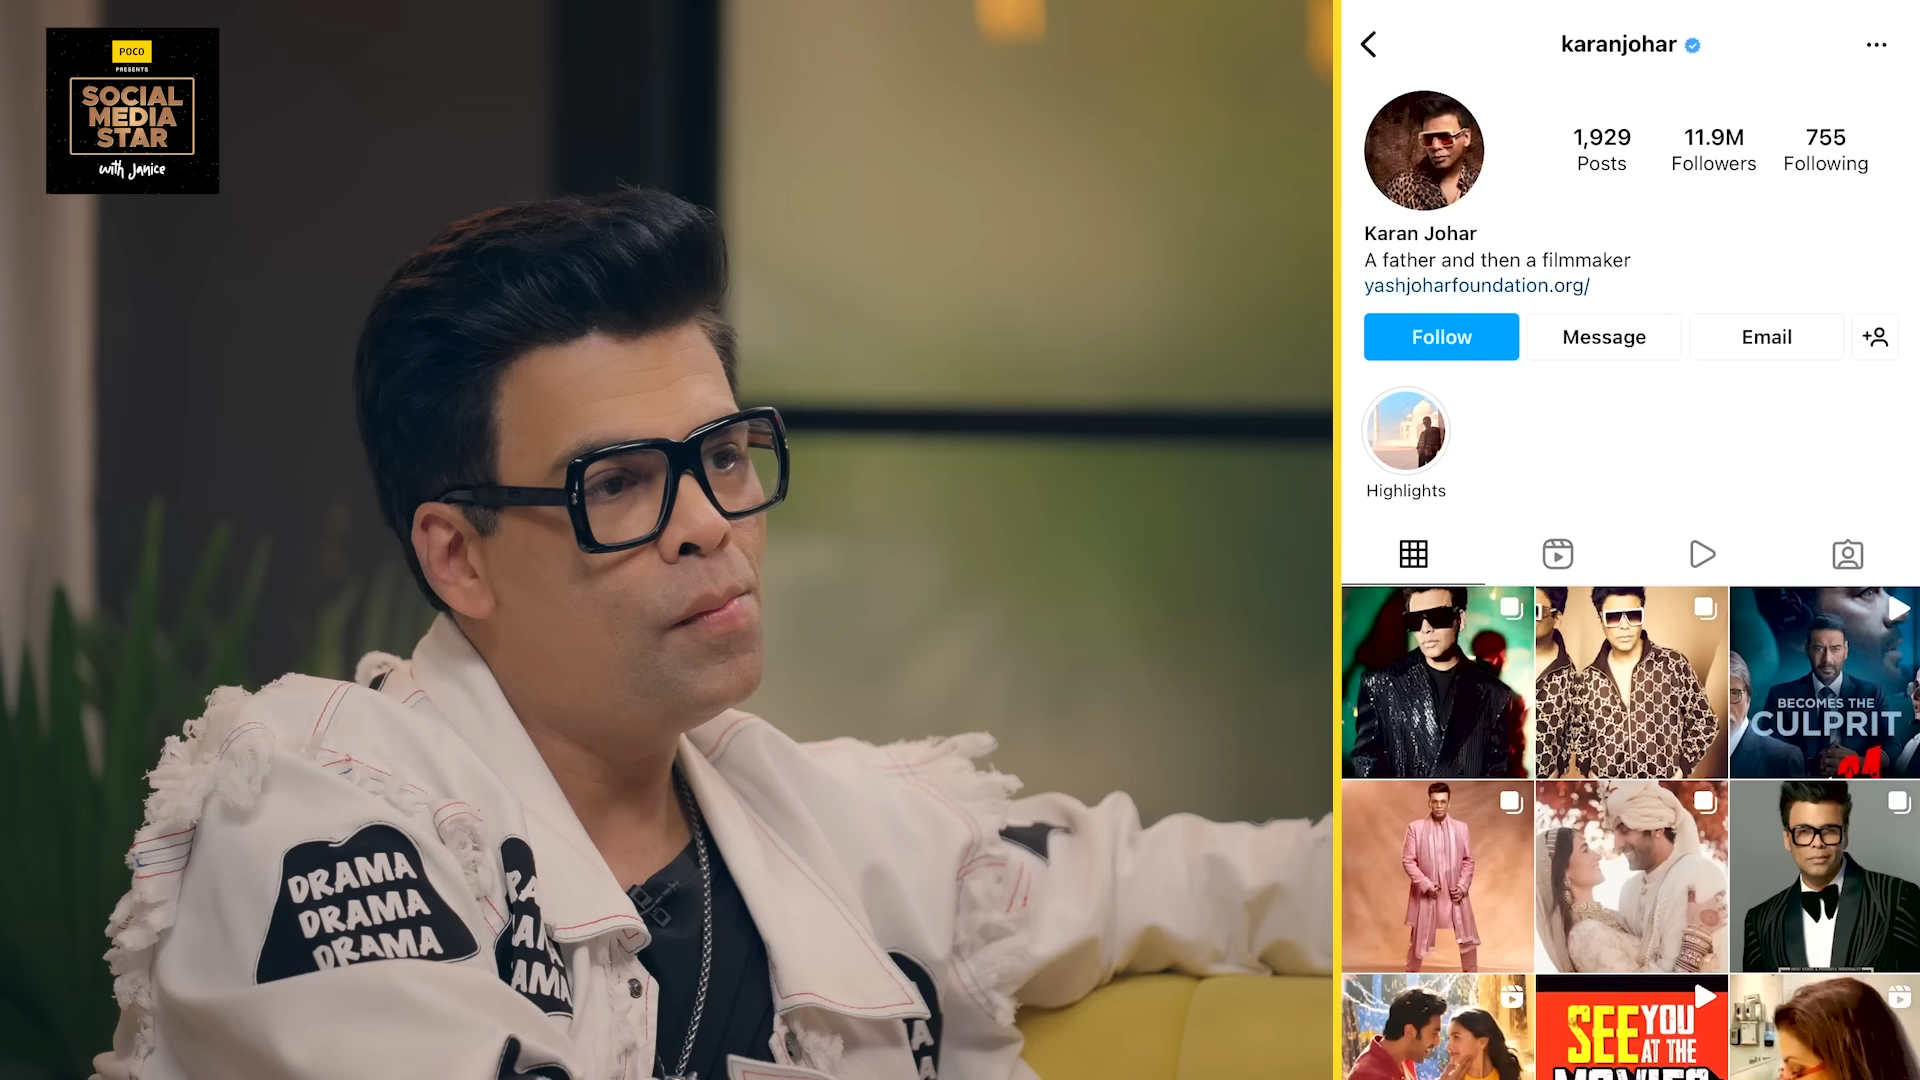 POCO
PRESENTS
SOCIAL
MEDIA
STAR
with Janice
DRAMA
DRAMA
DRAMA
karanjohar
1,929
Posts
11.9M
Followers
755
Following
Karan Johar
A father and then a filmmaker
yashjoharfoundation.org/
Follow
Message
Email
Highlights
BECOMES THE
CULPRIT
SEE YOU
AT THE
MOVIES